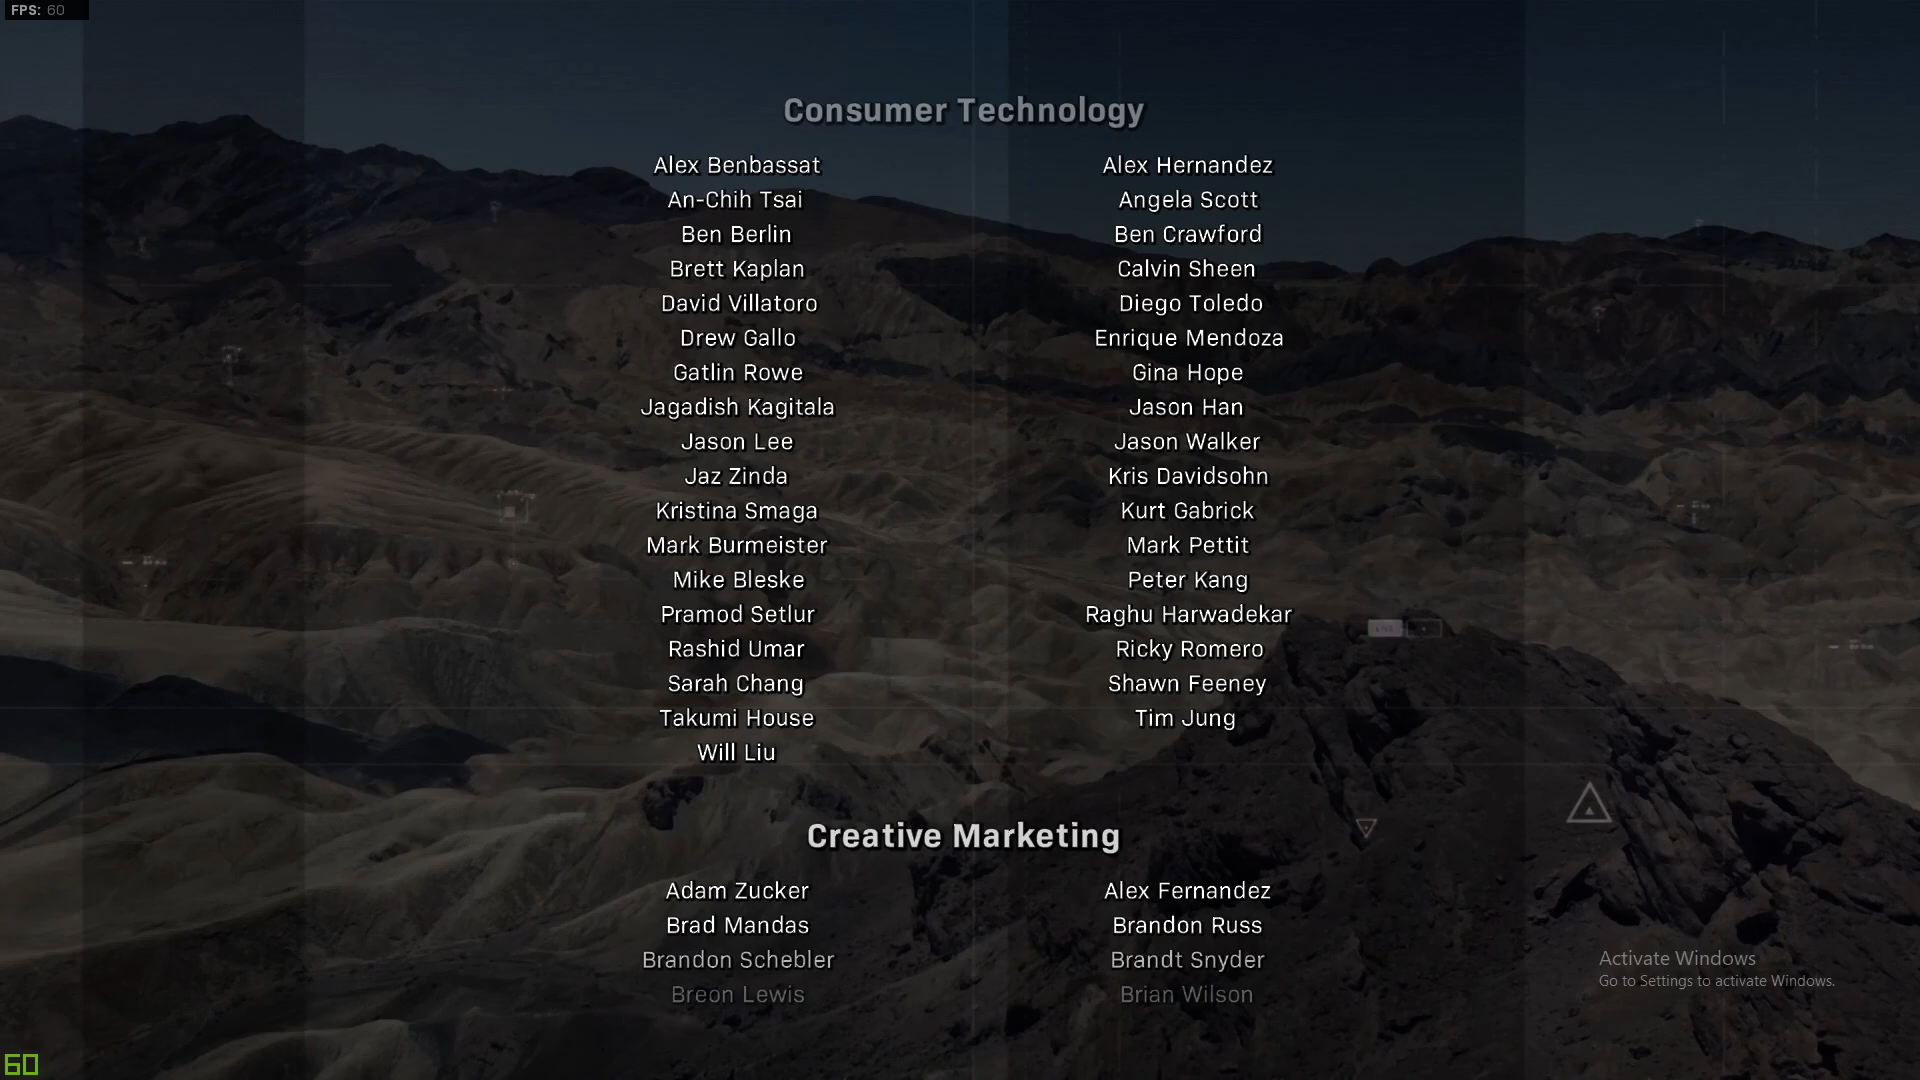 FPS: 60
Consumer Technology
Alex Benbassat Alex Hernandez
An-Chih Tsai Angela Scott
Ben Berlin Ben Crawford
Brett Kaplan Calvin Sheen
David Villatoro Diego Toledo
Drew Gallo Enrique Mendoza
Gatlin Rowe Gina Hope
Jagadish Kagitala Jason Han
Jason Lee Jason Walker
Jaz Zinda Kris Davidsohn
Kristina Smaga Kurt Gabrick
Mark Burmeister Mark Pettit
Mike Bleske Peter Kang
Pramod Setlur Raghu Harwadekar
Rashid Umar Ricky Romero
Sarah Chang Shawn Feeney
Takumi House Tim Jung
Will Liu
Creative Marketing
Adam Zucker Alex Fernandez
Brad Mandas Brandon Russ
Brandon Schebler Brandt Snyder
Breon Lewis Brian Wilson
Activate Windows
Go to Settings to activate Windows.
60